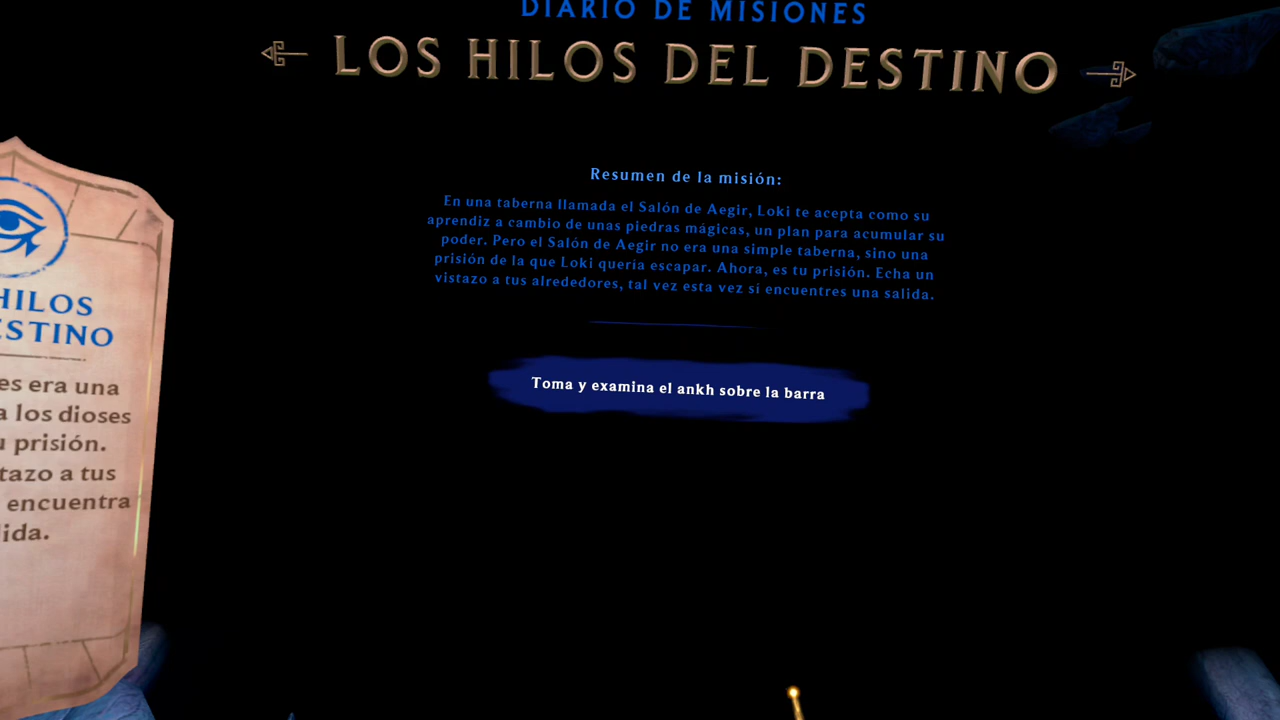 DIARIO DE MISIONES
LOS HILOS DEL DESTINO
Resumen de la misión:
En una taberna llamada el Salón de Aegir, Loki te acepta como su
aprendiz a cambio de unas piedras mágicas, un plan para acumular su
poder. Pero el Salón de Aegir no era una simple taberna, sino una
prisión de la que Loki quería escapar. Ahora, es tu prisión. Echa un
vistazo a tus alrededores, tal vez esta vez sí encuentres una salida.
Toma y examina el ankh sobre la barra
HILOS
ESTINO
es era una
a los dioses
u prisión.
tazo a tus
encuentra
lida.